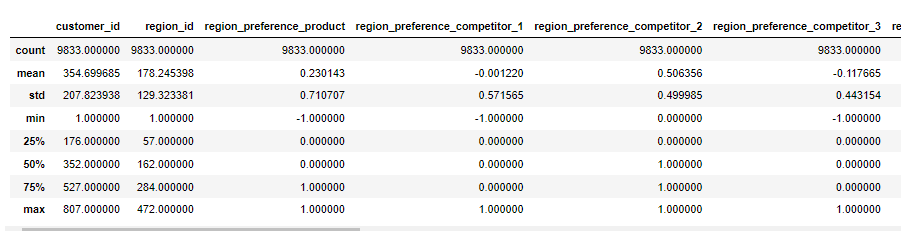 customer_id region_id region_preference_product region_preference_competitor_1 region_preference_competitor_2 region_preference_competitor_3 re
count 9833.000000 9833.000000 9833.000000 9833.000000 9833.000000 9833.000000
mean 354.699685 178.245398 0.230143 -0.001220 0.506356 -0.117665
std 207.823938 129.323381 0.710707 0.571565 0.499985 0.443154
min 1.000000 1.000000 -1.000000 -1.000000 0.000000 -1.000000
25% 176.000000 57.000000 0.000000 0.000000 0.000000 0.000000
50% 352.000000 162.000000 0.000000 0.000000 1.000000 0.000000
75% 527.000000 284.000000 1.000000 0.000000 1.000000 0.000000
max 807.000000 472.000000 1.000000 1.000000 1.000000 1.000000